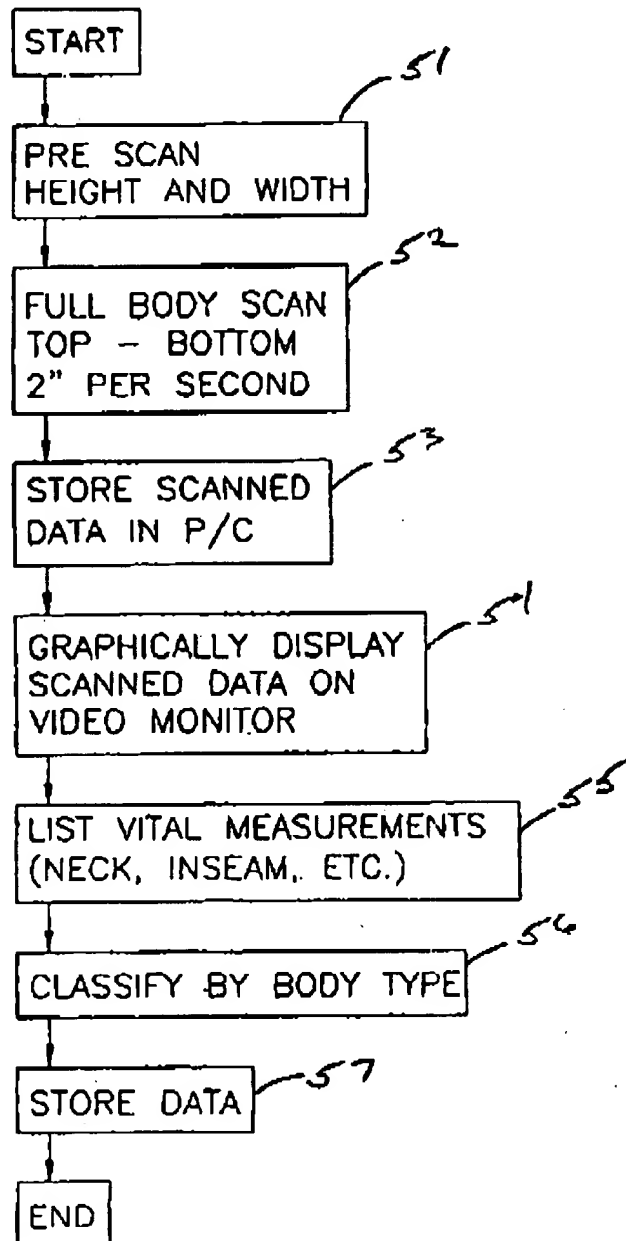 START
51
PRE SCAN
HEIGHT AND WIDTH
52
FULL BODY SCAN
TOP - BOTTOM
2" PER SECOND
53
STORE SCANNED
DATA IN P/C
54
GRAPHICALLY DISPLAY
SCANNED DATA ON
VIDEO MONITOR
55
LIST VITAL MEASUREMENTS
(NECK, INSEAM, ETC.)
56
CLASSIFY BY BODY TYPE
57
STORE DATA
END